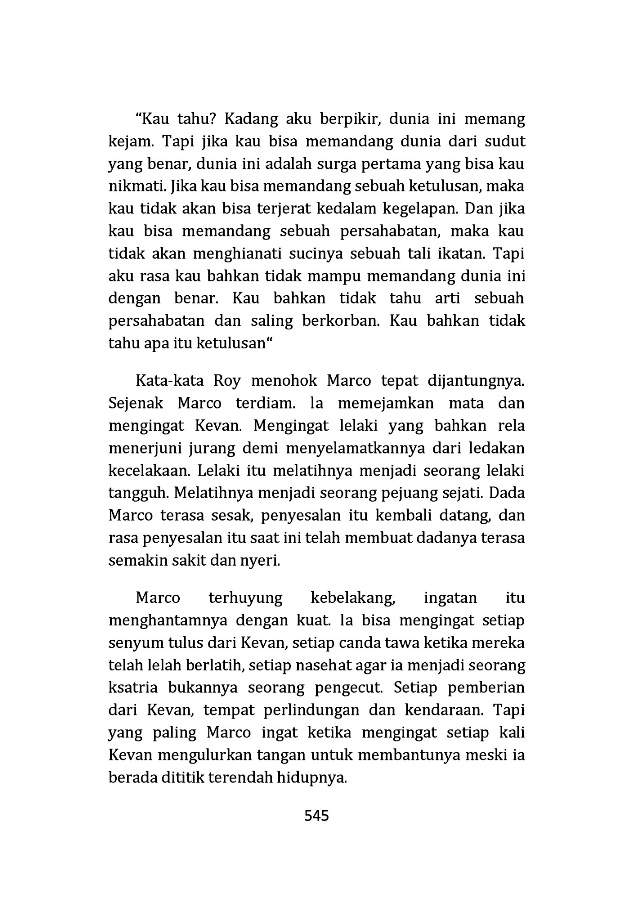 “Kau tahu? Kadang aku berpikir, dunia ini memang
kejam. Tapi jika kau bisa memandang dunia dari sudut
yang benar, dunia ini adalah surga pertama yang bisa kau
nikmati. Jika kau bisa memandang sebuah ketulusan, maka
kau tidak akan bisa terjerat kedalam kegelapan. Dan jika
kau bisa memandang sebuah persahabatan, maka kau
tidak akan menghianati sucinya sebuah tali ikatan. Tapi
aku rasa kau bahkan tidak mampu memandang dunia ini
dengan benar. Kau bahkan tidak tahu arti sebuah
persahabatan dan saling berkorban. Kau bahkan tidak
tahu apa itu ketulusan“
Kata-kata Roy menohok Marco tepat dijantungnya.
Sejenak Marco terdiam. Ia memejamkan mata dan
mengingat Kevan. Mengingat lelaki yang bahkan rela
menerjuni jurang demi menyelamatkannya dari ledakan
kecelakaan. Lelaki itu melatihnya menjadi seorang lelaki
tangguh. Melatihnya menjadi seorang pejuang sejati. Dada
Marco terasa sesak, penyesalan itu kembali datang, dan
rasa penyesalan itu saat ini telah membuat dadanya terasa
semakin sakit dan nyeri.
Marco terhuyung kebelakang, ingatan itu
menghantamnya dengan kuat. Ia bisa mengingat setiap
senyum tulus dari Kevan, setiap canda tawa ketika mereka
telah lelah berlatih, setiap nasehat agar ia menjadi seorang
ksatria bukannya seorang pengecut. Setiap pemberian
dari Kevan, tempat perlindungan dan kendaraan. Tapi
yang paling Marco ingat ketika mengingat setiap kali
Kevan mengulurkan tangan untuk membantunya meski ia
berada dititik terendah hidupnya.
545